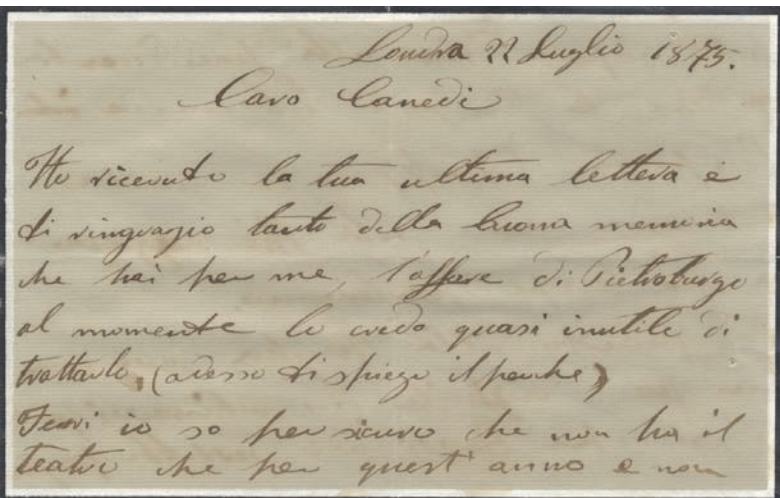 Londra 22 Luglio 1875.
Caro Canedi
Ho ricevuto la tua ultima lettera e
ti ringrazio tanto della buona memoria
che hai per me, l'affare di Pietroburgo
al momento lo credo quasi inutile di
trattarlo, (adesso ti spiego il perche)
Ferri io so per sicuro che non ha il
teatro che per quest'anno e non